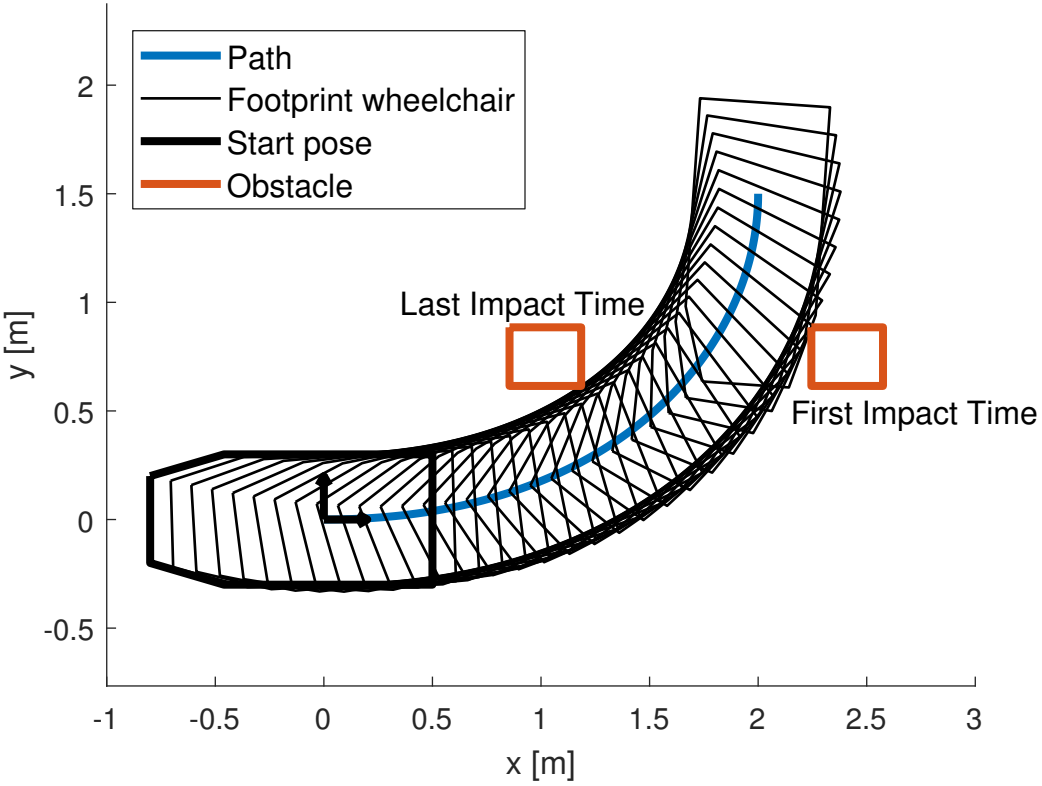 Path
Footprint wheelchair
Start pose
Obstacle
Last Impact Time
First Impact Time
y [m]
2
1.5
1
0.5
0
-0.5
-1 -0.5 0 0.5 1 1.5 2 2.5 3
x [m]